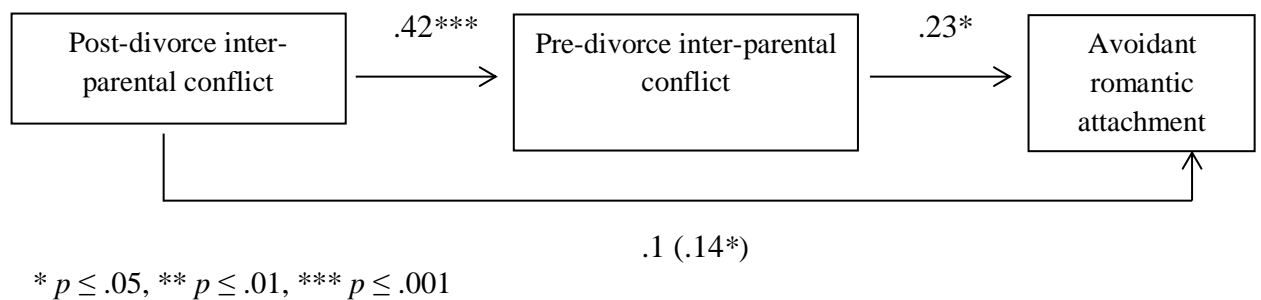 .42***
.23*
Post-divorce inter-
parental conflict
Pre-divorce inter-parental
conflict
Avoidant
romantic
attachment
.1 (.14*)
* p ≤ .05, ** p ≤ .01, *** p ≤ .001